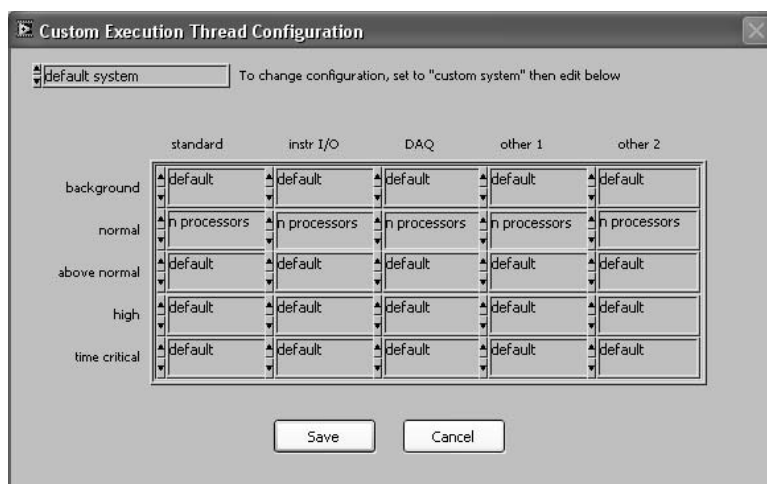 Custom Execution Thread Configuration
default system To change configuration, set to "custom system" then edit below
standard instr I/O DAQ other 1 other 2
background default default default default default
normal n processors n processors n processors n processors n processors
above normal default default default default default
high default default default default default
time critical default default default default default
Save Cancel